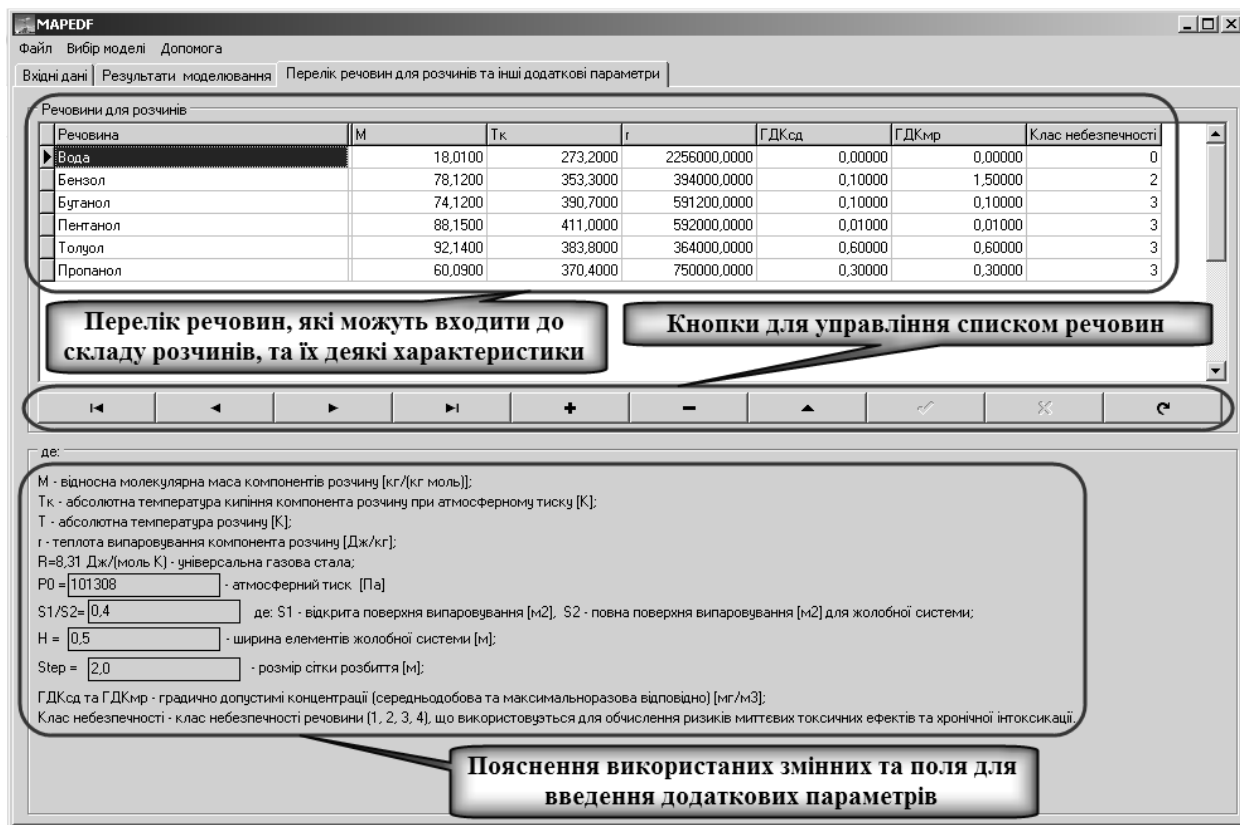 MAPEDF
Файл Вибір моделі Допомога
Вхідні дані Результати моделювання Перелік речовин для розчинів та інші додаткові параметри
Речовини для розчинів
Речовина M Tк r ГДКсд ГДКмр Клас небезпечності
Вода 18,0100 273,2000 2256000,0000 0,00000 0,00000 0
Бензол 78,1200 353,3000 394000,0000 0,10000 1,50000 2
Бутанол 74,1200 390,7000 591200,0000 0,10000 0,10000 3
Пентанол 88,1500 411,0000 592000,0000 0,01000 0,01000 3
Толуол 92,1400 383,8000 364000,0000 0,60000 0,60000 3
Пропанол 60,0900 370,4000 750000,0000 0,30000 0,30000 3
Перелік речовин, які можуть входити до
складу розчинів, та їх деякі характеристики
Кнопки для управління списком речовин
де:
M - відносна молекулярна маса компонентів розчину [кг/(кг моль)];
Tк - абсолютна температура кипіння компонента розчину при атмосферному тиску [K];
T - абсолютна температура розчину [K];
r - теплота випаровування компонента розчину [Дж/кг];
R=8,31 Дж/(моль K) - універсальна газова стала;
P0 = 101308 - атмосферний тиск [Па]
S1/S2= 0,4 де: S1 - відкрита поверхня випаровування [м2], S2 - повна поверхня випаровування [м2] для жолобної системи;
H = 0,5 - ширина елементів жолобної системи [м];
Step = 2,0 - розмір сітки розбиття [м];
ГДКсд та ГДКмр - градично допустимі концентрації (середньодобова та максимальноразова відповідно) [мг/м3];
Клас небезпечності - клас небезпечності речовини (1, 2, 3, 4), що використовуэться для обчислення ризиків миттєвих токсичних ефектів та хронічної інтоксикації.
Пояснення використаних змінних та поля для
введення додаткових параметрів